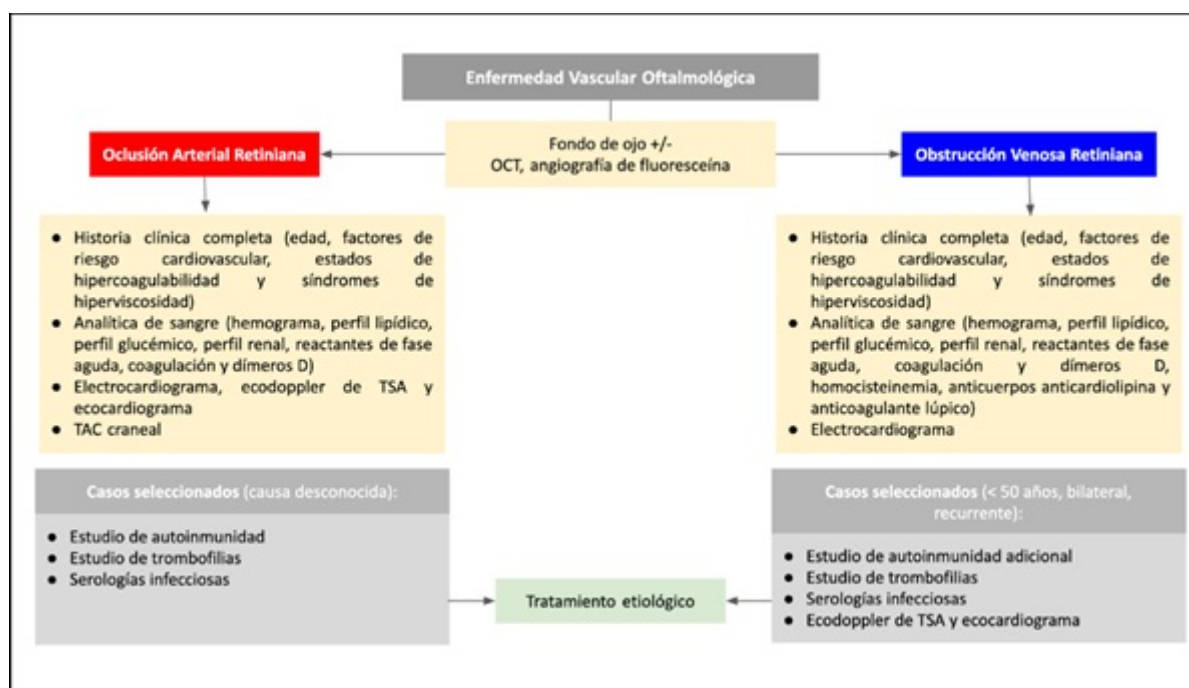 Enfermedad Vascular Oftalmológica
Fondo de ojo +/-
OCT, angiografía de fluoresceína
Oclusión Arterial Retiniana
Obstrucción Venosa Retiniana
● Historia clínica completa (edad, factores de
riesgo cardiovascular, estados de
hipercoagulabilidad y síndromes de
hiperviscosidad)
● Analítica de sangre (hemograma, perfil lipídico,
perfil glucémico, perfil renal, reactantes de fase
aguda, coagulación y dímeros D)
● Electrocardiograma, ecodoppler de TSA y
ecocardiograma
● TAC craneal
● Historia clínica completa (edad, factores de
riesgo cardiovascular, estados de
hipercoagulabilidad y síndromes de
hiperviscosidad)
● Analítica de sangre (hemograma, perfil lipídico,
perfil glucémico, perfil renal, reactantes de fase
aguda, coagulación y dímeros D,
homocisteinemia, anticuerpos anticardiolipina y
anticoagulante lúpico)
● Electrocardiograma
Casos seleccionados (causa desconocida):
● Estudio de autoinmunidad
● Estudio de trombofilias
● Serologías infecciosas
Casos seleccionados (< 50 años, bilateral,
recurrente):
● Estudio de autoinmunidad adicional
● Estudio de trombofilias
● Serologías infecciosas
● Ecodoppler de TSA y ecocardiograma
Tratamiento etiológico